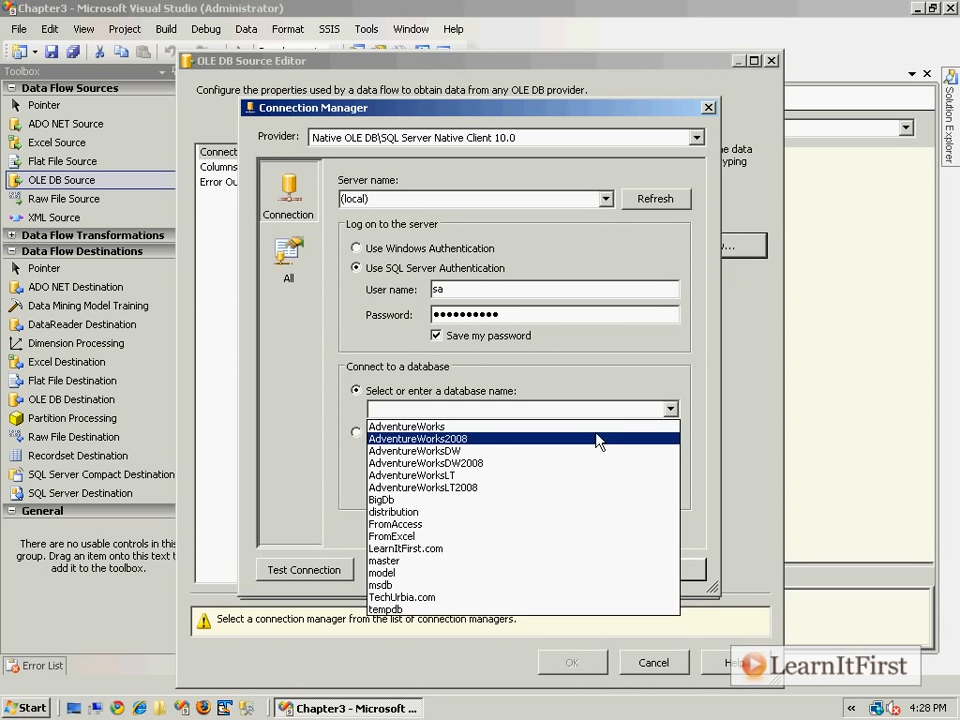 Chapter3 - Microsoft Visual Studio (Administrator)
File Edit View Project Build Debug Data Format SSIS Tools Window Help
Toolbox
Data Flow Sources
Pointer
ADO NET Source
Excel Source
Flat File Source
OLE DB Source
Raw File Source
XML Source
Data Flow Transformations
Data Flow Destinations
Pointer
ADO NET Destination
Data Mining Model Training
DataReader Destination
Dimension Processing
Excel Destination
Flat File Destination
OLE DB Destination
Partition Processing
Raw File Destination
Recordset Destination
SQL Server Compact Destination
SQL Server Destination
General
There are no usable controls in this
group. Drag an item onto this text t
add it to the toolbox.
Error List
OLE DB Source Editor
Configure the properties used by a data flow to obtain data from any OLE DB provider.
Connect
Columns
Error Ou
he data
typing
w...
Connection Manager
Provider: Native OLE DB\SQL Server Native Client 10.0
Connection
All
Server name:
(local)
Refresh
Log on to the server
Use Windows Authentication
Use SQL Server Authentication
User name: sa
Password: ●●●●●●●●●●
Save my password
Connect to a database
Select or enter a database name:
AdventureWorks
AdventureWorks2008
AdventureWorksDW
AdventureWorksDW2008
AdventureWorksLT
AdventureWorksLT2008
BigDb
distribution
FromAccess
FromExcel
LearnItFirst.com
master
model
msdb
TechUrbia.com
tempdb
Test Connection
Select a connection manager from the list of connection managers.
OK Cancel Help
Solution Explorer
LearnItFirst
Start
Chapter3 - Microsoft ...
4:28 PM